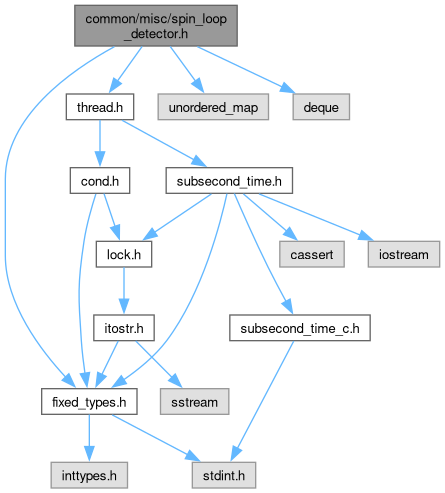 common/misc/spin_loop
_detector.h
thread.h
unordered_map
deque
cond.h
subsecond_time.h
lock.h
cassert
iostream
itostr.h
subsecond_time_c.h
fixed_types.h
sstream
inttypes.h
stdint.h